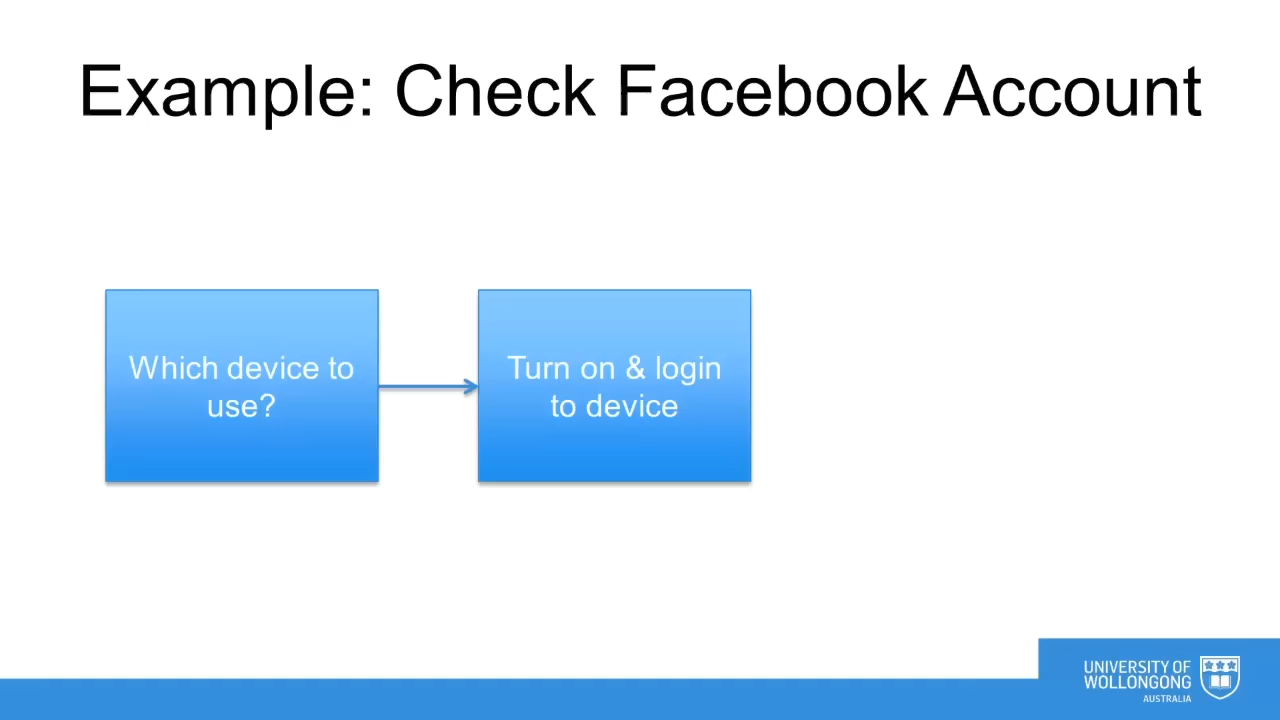 Example: Check Facebook Account
Which device to
use?
Turn on & login
to device
UNIVERSITY OF
WOLLONGONG
AUSTRALIA